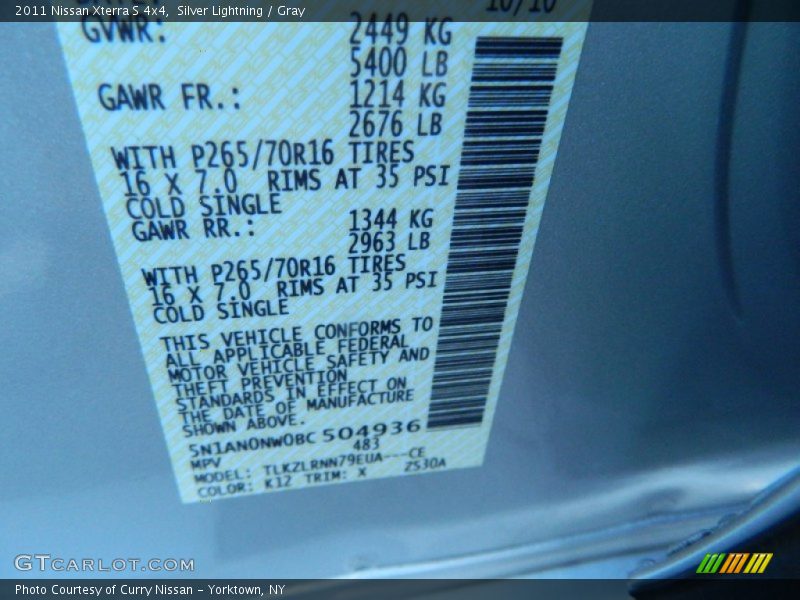 2011 Nissan Xterra S 4x4,  Silver Lightning / Gray
10/10
GVWR: 2449 KG
5400 LB
GAWR FR.: 1214 KG
2676 LB
WITH P265/70R16 TIRES
16 X 7.0 RIMS AT 35 PSI
COLD SINGLE
GAWR RR.: 1344 KG
2963 LB
WITH P265/70R16 TIRES
16 X 7.0 RIMS AT 35 PSI
COLD SINGLE
THIS VEHICLE CONFORMS TO
ALL APPLICABLE FEDERAL
MOTOR VEHICLE SAFETY AND
THEFT PREVENTION
STANDARDS IN EFFECT ON
THE DATE OF MANUFACTURE
SHOWN ABOVE.
5N1AN0NW0BC 504936
MPV 483
MODEL: TLKZLRNN79EUA---CE
COLOR: K12 TRIM: X ZS30A
GTCARLOT.COM
Photo Courtesy of Curry Nissan - Yorktown, NY